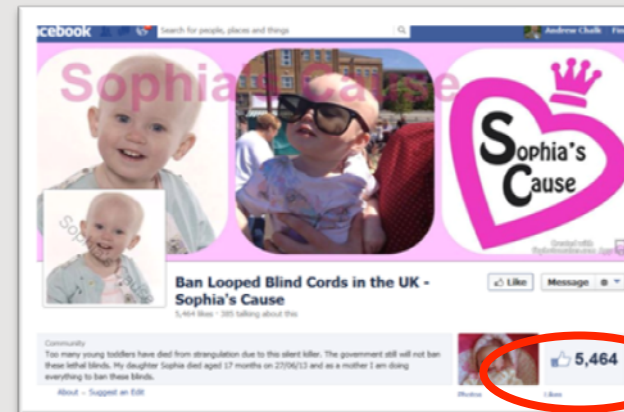 cebook
Search for people, places and things
Andrew Chalk
Sophia's Cause
Sophia's
Cause
Sophia's Cause
Ban Looped Blind Cords in the UK -
Sophia's Cause
5,464 likes · 385 talking about this
Like
Message
Community
Too many young toddlers have died from strangulation due to this silent killer. The government still will not ban
these lethal blinds. My daughter Sophia died aged 17 months on 27/06/13 and as a mother I am doing
everything to ban these blinds.
About - Suggest an Edit
5,464
Photos
Likes